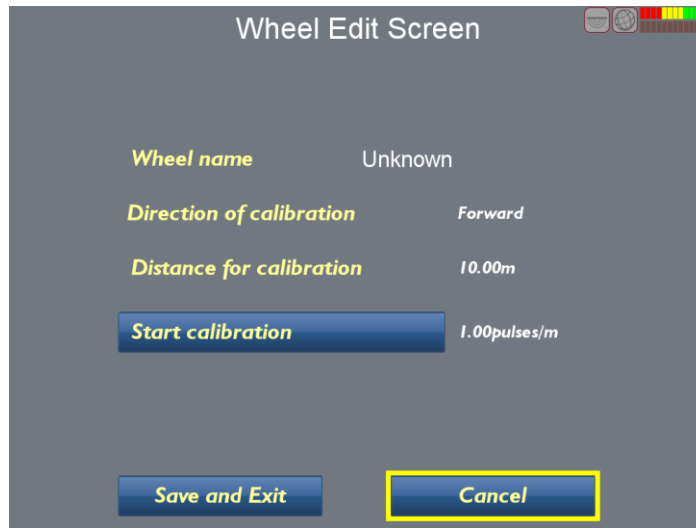 Wheel Edit Screen
Wheel name Unknown
Direction of calibration Forward
Distance for calibration 10.00m
Start calibration 1.00pulses/m
Save and Exit Cancel